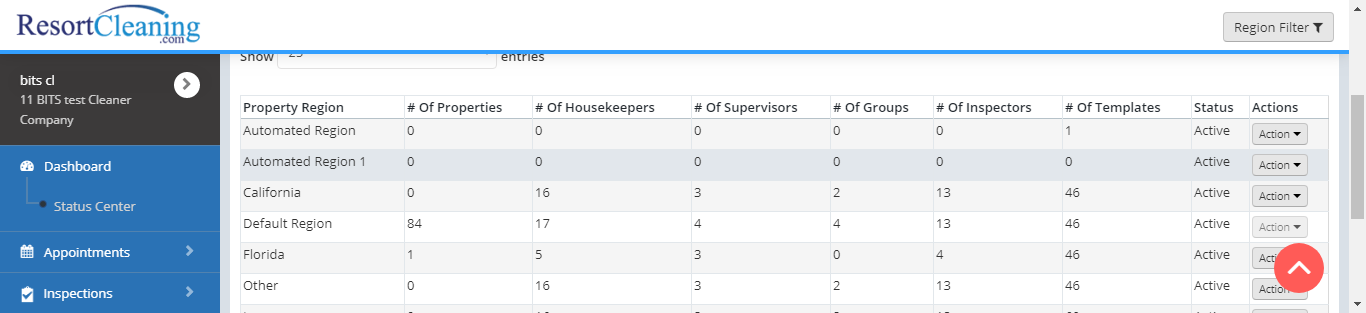 ResortCleaning
.com
Region Filter
Show entries
bits cl
11 BITS test Cleaner
Company
Dashboard
Status Center
Appointments
Inspections
Property Region # Of Properties # Of Housekeepers # Of Supervisors # Of Groups # Of Inspectors # Of Templates Status Actions
Automated Region 0 0 0 0 0 1 Active Action
Automated Region 1 0 0 0 0 0 0 Active Action
California 0 16 3 2 13 46 Active Action
Default Region 84 17 4 4 13 46 Active Action
Florida 1 5 3 0 4 46 Active
Other 0 16 3 2 13 46 Active Action